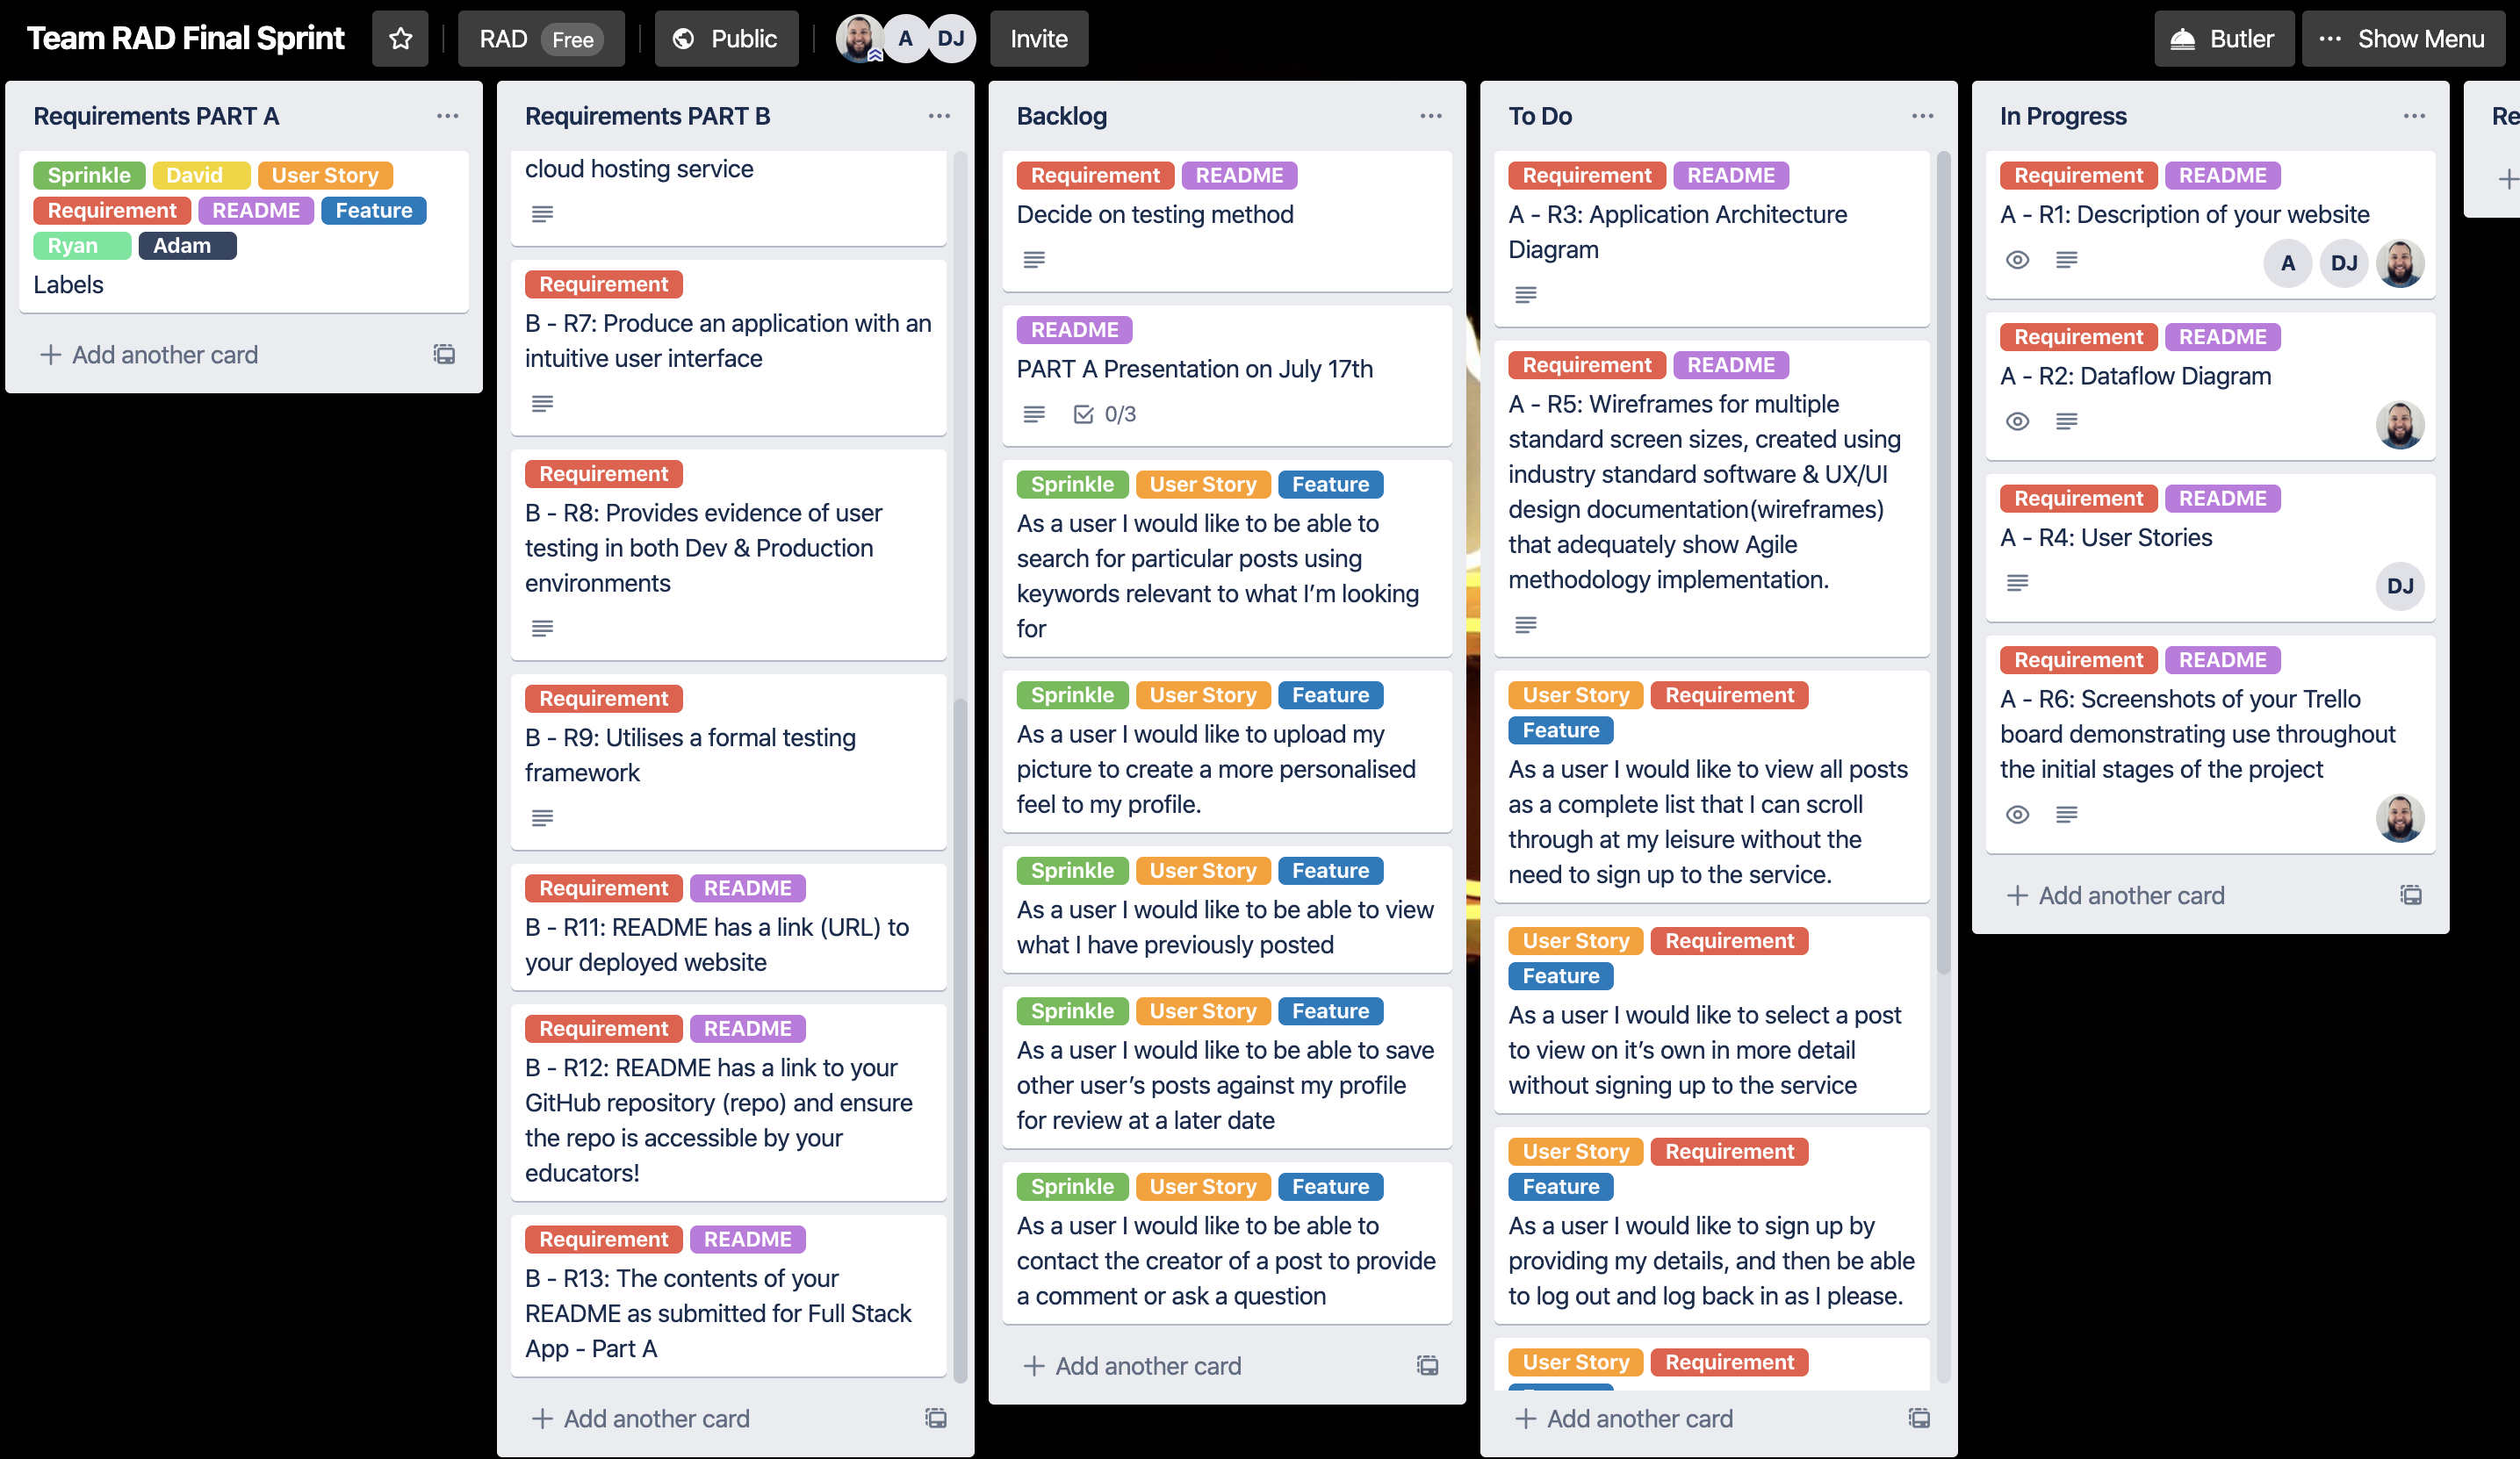 Team RAD Final Sprint
RAD Free
Public
A
DJ
Invite
Butler
Show Menu
Requirements PART A
Sprinkle David User Story
Requirement README Feature
Ryan Adam
Labels
Add another card
Requirements PART B
cloud hosting service
Requirement
B - R7: Produce an application with an
intuitive user interface
Requirement
B - R8: Provides evidence of user
testing in both Dev & Production
environments
Requirement
B - R9: Utilises a formal testing
framework
Requirement README
B - R11: README has a link (URL) to
your deployed website
Requirement README
B - R12: README has a link to your
GitHub repository (repo) and ensure
the repo is accessible by your
educators!
Requirement README
B - R13: The contents of your
README as submitted for Full Stack
App - Part A
Add another card
Backlog
Requirement README
Decide on testing method
README
PART A Presentation on July 17th
0/3
Sprinkle User Story Feature
As a user I would like to be able to
search for particular posts using
keywords relevant to what I’m looking
for
Sprinkle User Story Feature
As a user I would like to upload my
picture to create a more personalised
feel to my profile.
Sprinkle User Story Feature
As a user I would like to be able to view
what I have previously posted
Sprinkle User Story Feature
As a user I would like to be able to save
other user’s posts against my profile
for review at a later date
Sprinkle User Story Feature
As a user I would like to be able to
contact the creator of a post to provide
a comment or ask a question
Add another card
To Do
Requirement README
A - R3: Application Architecture
Diagram
Requirement README
A - R5: Wireframes for multiple
standard screen sizes, created using
industry standard software & UX/UI
design documentation(wireframes)
that adequately show Agile
methodology implementation.
User Story Requirement
Feature
As a user I would like to view all posts
as a complete list that I can scroll
through at my leisure without the
need to sign up to the service.
User Story Requirement
Feature
As a user I would like to select a post
to view on it’s own in more detail
without signing up to the service
User Story Requirement
Feature
As a user I would like to sign up by
providing my details, and then be able
to log out and log back in as I please.
User Story Requirement
Add another card
In Progress
Requirement README
A - R1: Description of your website
A DJ
Requirement README
A - R2: Dataflow Diagram
Requirement README
A - R4: User Stories
DJ
Requirement README
A - R6: Screenshots of your Trello
board demonstrating use throughout
the initial stages of the project
Add another card
Re